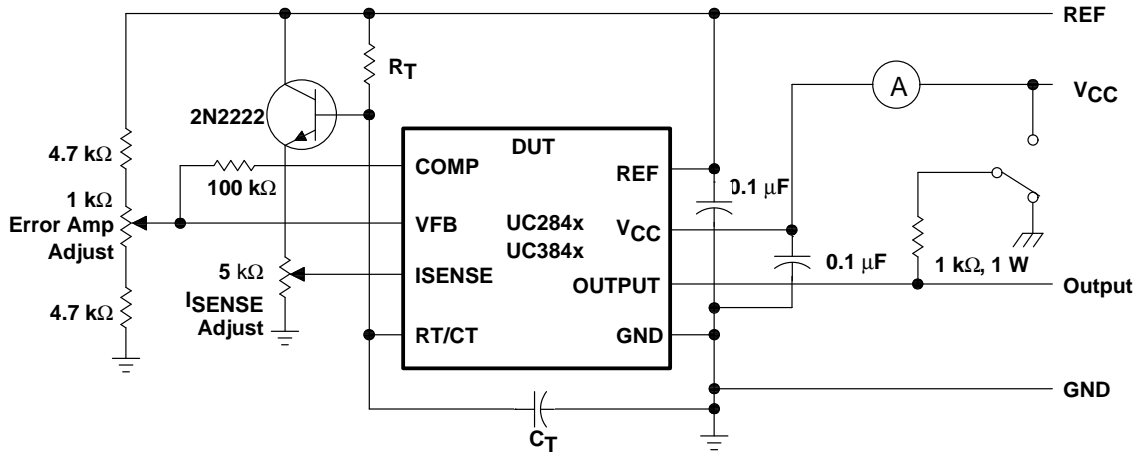 REF
RT
A
VCC
2N2222
DUT
4.7 kΩ
COMP
REF
0.1 μF
100 kΩ
1 kΩ
Error Amp
Adjust
VFB
UC284x
UC384x
VCC
0.1 μF
1 kΩ, 1 W
5 kΩ
ISENSE
Adjust
ISENSE
OUTPUT
Output
4.7 kΩ
RT/CT
GND
GND
CT